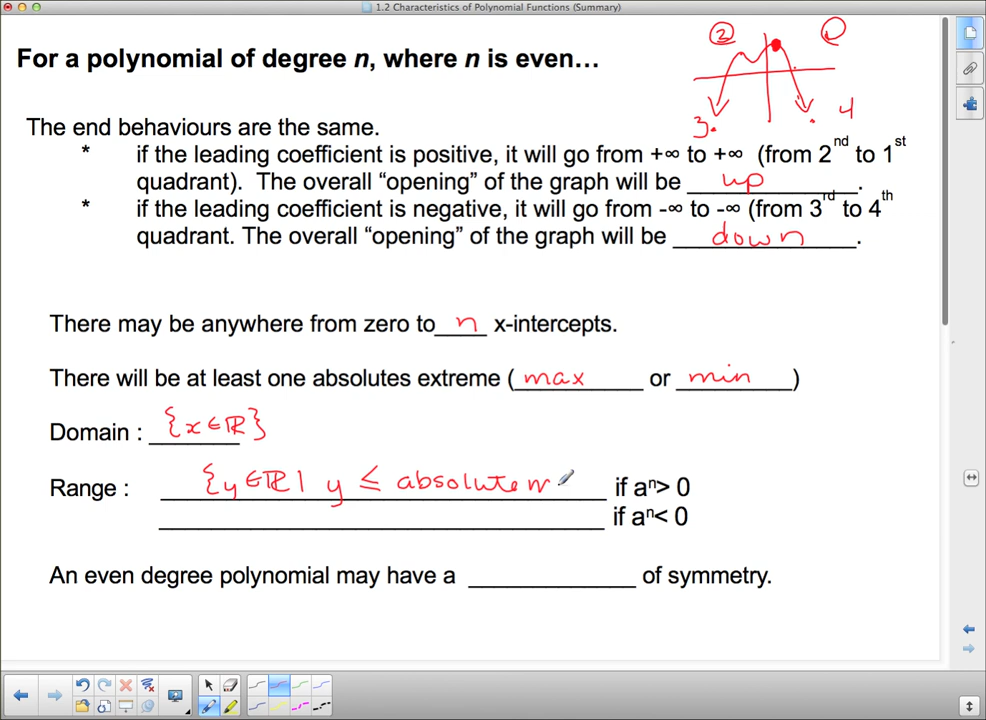 1.2 Characteristics of Polynomial Functions (Summary)
For a polynomial of degree n, where n is even…
2 1
3 4
The end behaviours are the same.
* if the leading coefficient is positive, it will go from +∞ to +∞ (from 2nd to 1st
quadrant). The overall “opening” of the graph will be up.
* if the leading coefficient is negative, it will go from -∞ to -∞ (from 3rd to 4th
quadrant. The overall “opening” of the graph will be down.
There may be anywhere from zero to n x-intercepts.
There will be at least one absolutes extreme (max or min)
Domain : {x∈ℝ}
Range : {y∈ℝ| y ≤ absolute m if aⁿ> 0
if aⁿ< 0
An even degree polynomial may have a ____________ of symmetry.